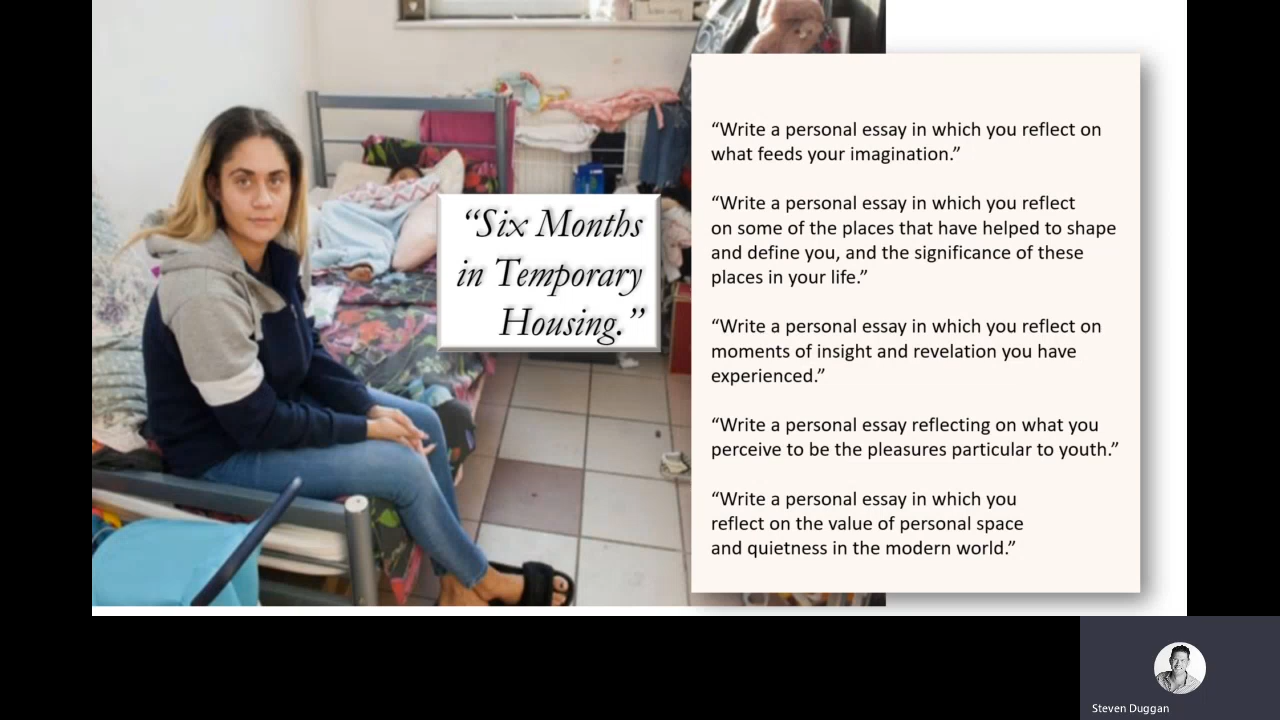 “Six Months
in Temporary
Housing.”
“Write a personal essay in which you reflect on
what feeds your imagination.”
“Write a personal essay in which you reflect
on some of the places that have helped to shape
and define you, and the significance of these
places in your life.”
“Write a personal essay in which you reflect on
moments of insight and revelation you have
experienced.”
“Write a personal essay reflecting on what you
perceive to be the pleasures particular to youth.”
“Write a personal essay in which you
reflect on the value of personal space
and quietness in the modern world.”
Steven Duggan